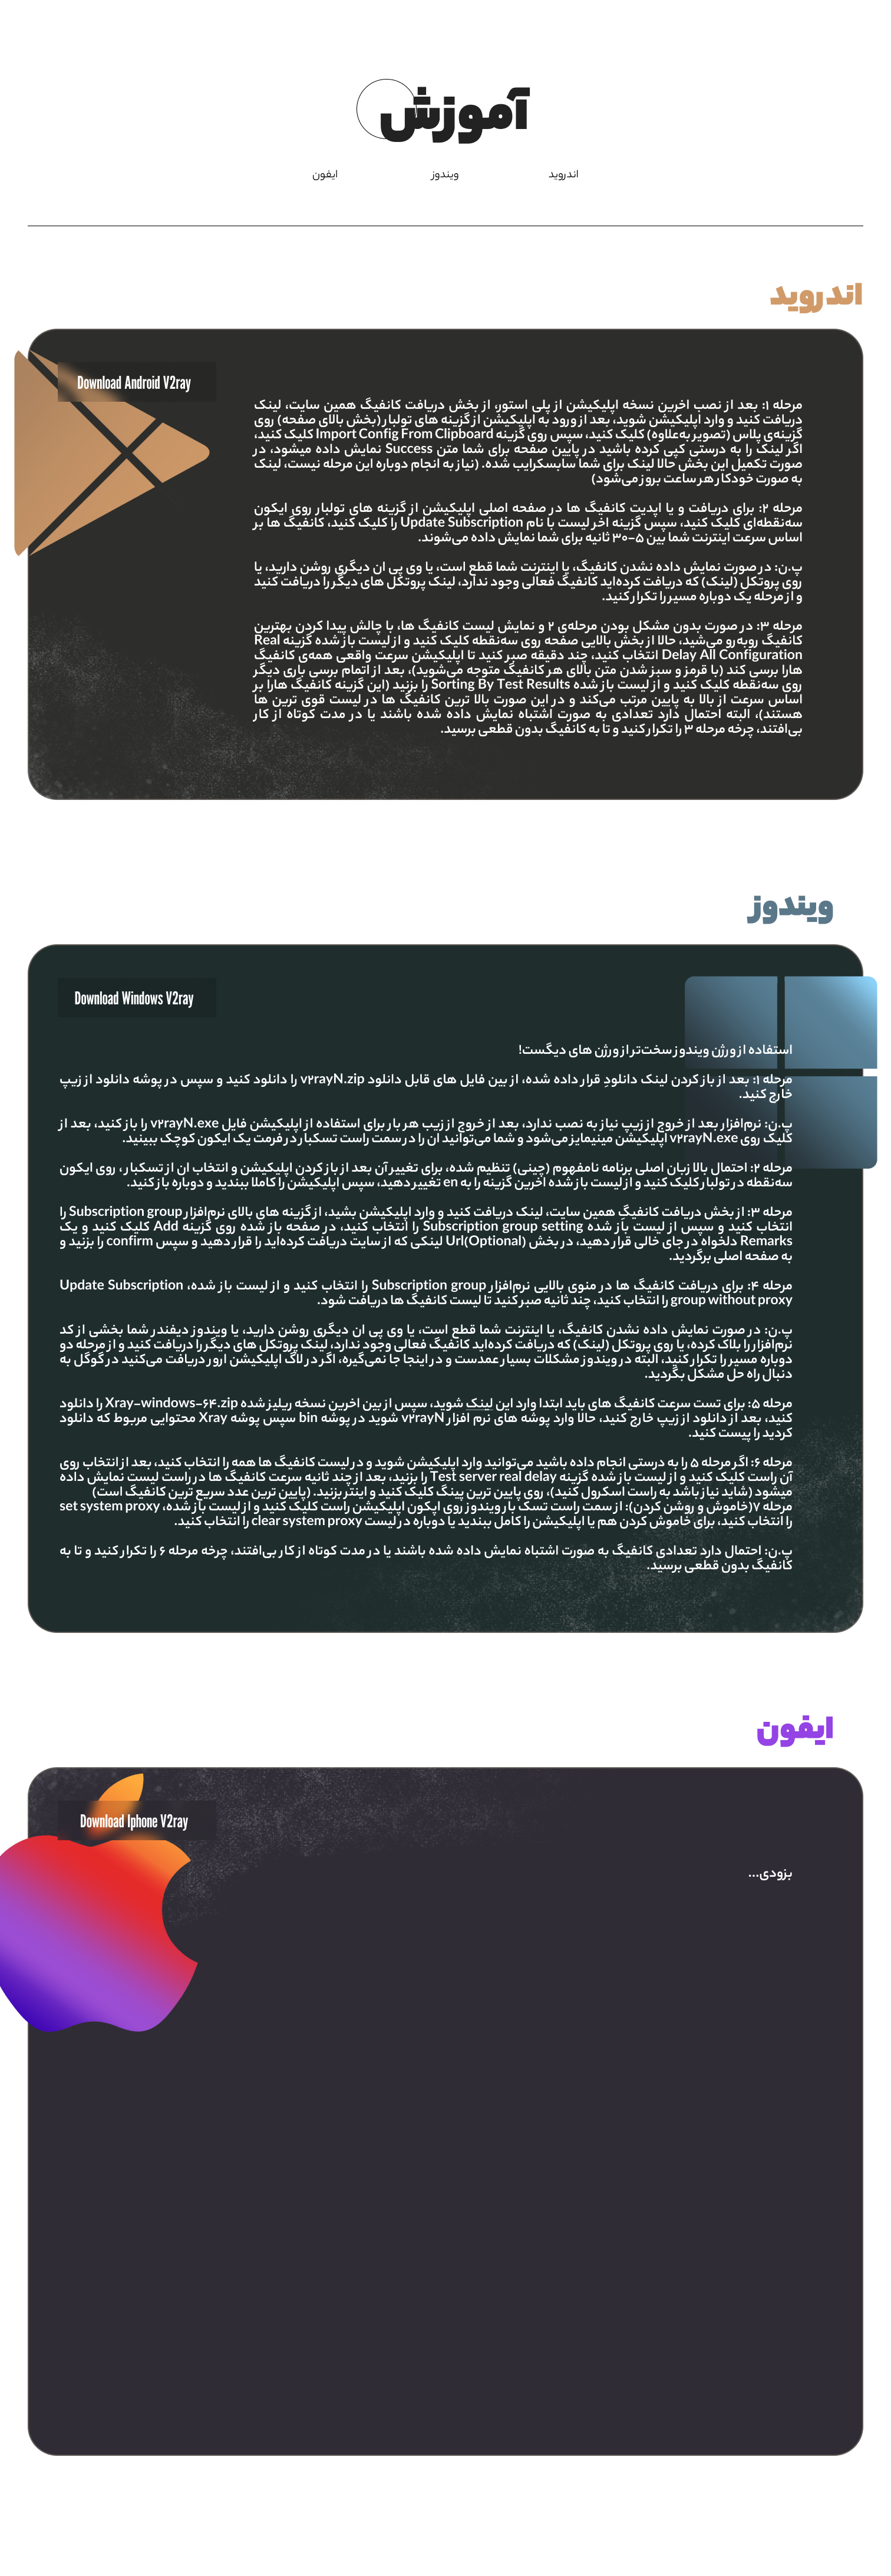 آموزش
اندروید
ویندوز
ایفون
اندروید
Download Android V2ray
مرحله ۱: بعد از نصب اخرین نسخه اپلیکیشن از پلی استور، از بخش دریافت کانفیگ همین سایت، لینک
دریافت کنید و وارد اپلیکیشن شوید، بعد از ورود به اپلیکیشن از گزینه های تولبار (بخش بالای صفحه) روی
گزینه‌ی پلاس (تصویر به‌علاوه) کلیک کنید، سپس روی گزینه Import Config From Clipboard کلیک کنید،
اگر لینک را به درستی کپی کرده باشید در پایین صفحه برای شما متن Success نمایش داده میشود، در
صورت تکمیل این بخش حالا لینک برای شما سابسکرایب شده. (نیاز به انجام دوباره این مرحله نیست، لینک
به صورت خودکار هر ساعت بروز می‌شود)
مرحله ۲: برای دریافت و یا اپدیت کانفیگ ها در صفحه اصلی اپلیکیشن از گزینه های تولبار روی ایکون
سه‌نقطه‌ای کلیک کنید، سپس گزینه اخر لیست با نام Update Subscription را کلیک کنید، کانفیگ ها بر
اساس سرعت اینترنت شما بین ۵-۳۰ ثانیه برای شما نمایش داده می‌شوند.
پ.ن: در صورت نمایش داده نشدن کانفیگ، یا اینترنت شما قطع است، یا وی پی ان دیگری روشن دارید، یا
روی پروتکل (لینک) که دریافت کرده‌اید کانفیگ فعالی وجود ندارد، لینک پروتکل های دیگر را دریافت کنید
و از مرحله یک دوباره مسیر را تکرار کنید.
مرحله ۳: در صورت بدون مشکل بودن مرحله‌ی ۲ و نمایش لیست کانفیگ ها، با چالش پیدا کردن بهترین
کانفیگ روبه‌رو می‌شید، حالا از بخش بالایی صفحه روی سه‌نقطه کلیک کنید و از لیست باز شده گزینه Real
Delay All Configuration انتخاب کنید، چند دقیقه صبر کنید تا اپلیکیشن سرعت واقعی همه‌ی کانفیگ
هارا برسی کند (با قرمز و سبز شدن متن بالای هر کانفیگ متوجه می‌شوید)، بعد از اتمام برسی باری دیگر
روی سه‌نقطه کلیک کنید و از لیست باز شده Sorting By Test Results را بزنید (این گزینه کانفیگ هارا بر
اساس سرعت از بالا به پایین مرتب می‌کند و در این صورت بالا ترین کانفیگ ها در لیست قوی ترین ها
هستند)، البته احتمال دارد تعدادی به صورت اشتباه نمایش داده شده باشند یا در مدت کوتاه از کار
بی‌افتند، چرخه مرحله ۳ را تکرار کنید و تا به کانفیگ بدون قطعی برسید.
ویندوز
Download Windows V2ray
استفاده از ورژن ویندوز سخت‌تر از ورژن های دیگست!
مرحله ۱: بعد از باز کردن لینک دانلودِ قرار داده شده، از بین فایل های قابل دانلود v۲rayN.zip را دانلود کنید و سپس در پوشه دانلود از زیپ
خارج کنید.
پ.ن: نرم‌افزار بعد از خروج از زیپ نیاز به نصب ندارد، بعد از خروج از زیپ هر بار برای استفاده از اپلیکیشن فایل v۲rayN.exe را باز کنید، بعد از
کلیک روی v۲rayN.exe اپلیکیشن مینیمایز می‌شود و شما می‌توانید ان را در سمت راست تسکبار در فرمت یک ایکون کوچک ببینید.
مرحله ۲: احتمال بالا زبان اصلی برنامه نامفهوم (چینی) تنظیم شده، برای تغییر آن بعد از باز کردن اپلیکیشن و انتخاب ان از تسکبار، روی ایکون
سه‌نقطه در تولبار کلیک کنید و از لیست باز شده اخرین گزینه را به en تغییر دهید، سپس اپلیکیشن را کاملا ببندید و دوباره باز کنید.
مرحله ۳: از بخش دریافت کانفیگ همین سایت، لینک دریافت کنید و وارد اپلیکیشن بشید، از گزینه های بالای نرم‌افزار Subscription group را
انتخاب کنید و سپس از لیست باز شده Subscription group setting را انتخاب کنید، در صفحه باز شده روی گزینه Add کلیک کنید و یک
Remarks دلخواه در جای خالی قرار دهید، در بخش Url(Optional) لینکی که از سایت دریافت کرده‌اید را قرار دهید و سپس confirm را بزنید و
به صفحه اصلی برگردید.
مرحله ۴: برای دریافت کانفیگ ها در منوی بالایی نرم‌افزار Subscription group را انتخاب کنید و از لیست باز شده، Update Subscription
group without proxy را انتخاب کنید، چند ثانیه صبر کنید تا لیست کانفیگ ها دریافت شود.
پ.ن: در صورت نمایش داده نشدن کانفیگ، یا اینترنت شما قطع است، یا وی پی ان دیگری روشن دارید، یا ویندوز دیفندر شما بخشی از کد
نرم‌افزار را بلاک کرده، یا روی پروتکل (لینک) که دریافت کرده‌اید کانفیگ فعالی وجود ندارد، لینک پروتکل های دیگر را دریافت کنید و از مرحله دو
دوباره مسیر را تکرار کنید، البته در ویندوز مشکلات بسیار عمدست و در اینجا جا نمی‌گیره، اگر در لاگ اپلیکیشن ارور دریافت می‌کنید در گوگل به
دنبال راه حل مشکل بگردید.
مرحله ۵: برای تست سرعت کانفیگ های باید ابتدا وارد این لینک شوید، سپس از بین اخرین نسخه ریلیز شده Xray-windows-۶۴.zip را دانلود
کنید، بعد از دانلود از زیپ خارج کنید، حالا وارد پوشه های نرم افزار v۲rayN شوید در پوشه bin سپس پوشه Xray محتوایی مربوط که دانلود
کردید را پیست کنید.
مرحله ۶: اگر مرحله ۵ را به درستی انجام داده باشید می‌توانید وارد اپلیکیشن شوید و در لیست کانفیگ ها همه را انتخاب کنید، بعد از انتخاب روی
آن راست کلیک کنید و از لیست باز شده گزینه Test server real delay را بزنید، بعد از چند ثانیه سرعت کانفیگ ها در راست لیست نمایش داده
میشود (شاید نیاز باشد به راست اسکرول کنید)، روی پایین ترین پینگ کلیک کنید و اینتر بزنید. (پایین ترین عدد سریع ترین کانفیگ است)
مرحله ۷(خاموش و روشن کردن): از سمت راست تسک بار ویندوز روی ایکون اپلیکیشن راست کلیک کنید و از لیست باز شده، set system proxy
را انتخاب کنید، برای خاموش کردن هم یا اپلیکیشن را کامل ببندید یا دوباره در لیست clear system proxy را انتخاب کنید.
پ.ن: احتمال دارد تعدادی کانفیگ به صورت اشتباه نمایش داده شده باشند یا در مدت کوتاه از کار بی‌افتند، چرخه مرحله ۶ را تکرار کنید و تا به
کانفیگ بدون قطعی برسید.
ایفون
Download Iphone V2ray
بزودی...